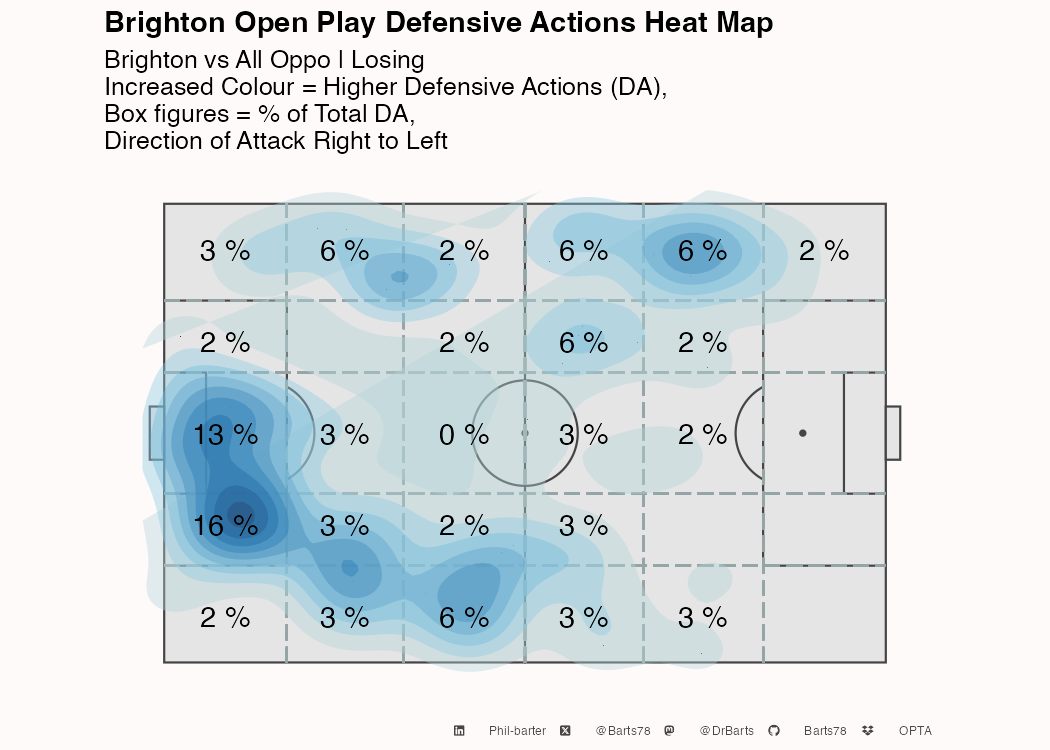 Brighton Open Play Defensive Actions Heat Map
Brighton vs All Oppo | Losing
Increased Colour = Higher Defensive Actions (DA),
Box figures = % of Total DA,
Direction of Attack Right to Left
3 % 6 % 2 % 6 % 6 % 2 %
2 % 2 % 6 % 2 %
13 % 3 % 0 % 3 % 2 %
16 % 3 % 2 % 3 %
2 % 3 % 6 % 3 % 3 %
Phil-barter @Barts78 @DrBarts Barts78 OPTA